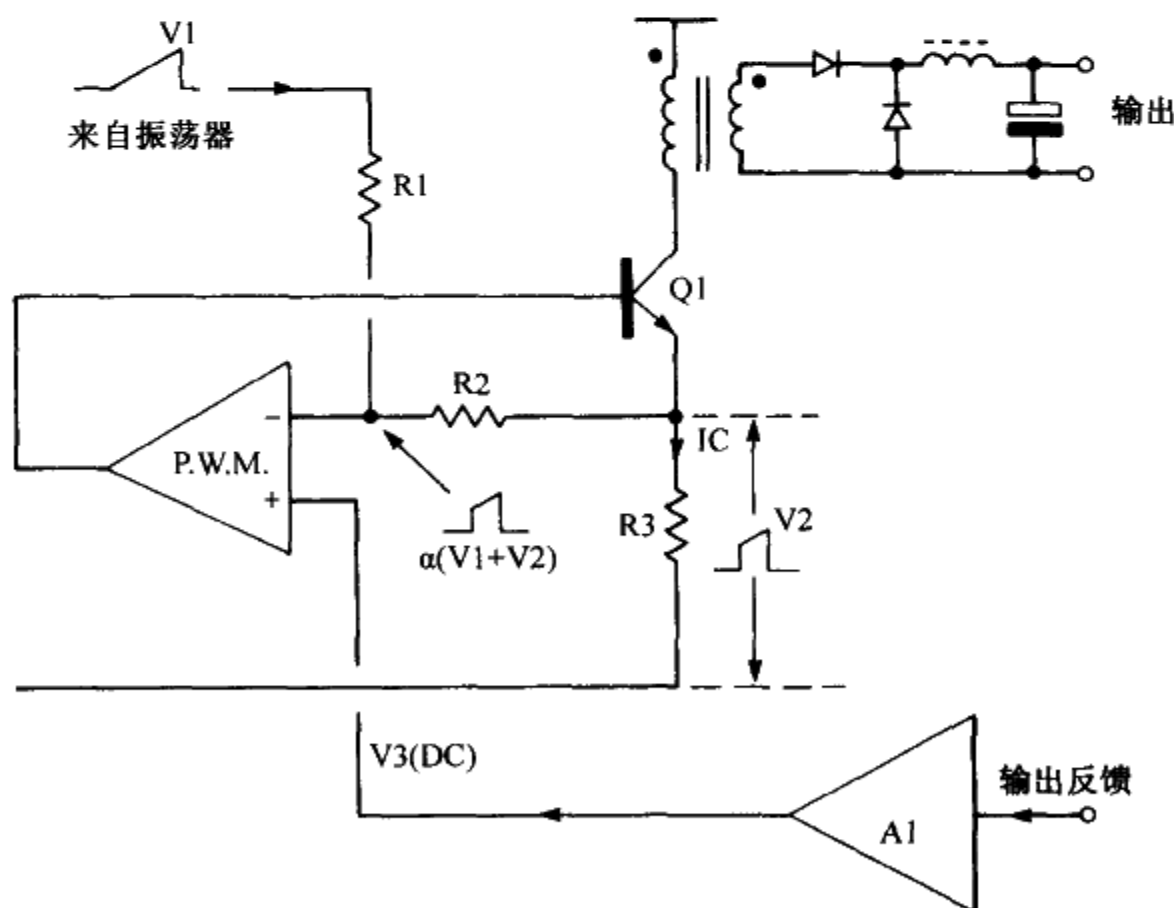 V1
来自振荡器
R1
输出
Q1
R2
IC
P.W.M.
−
+
α(V1+V2)
R3
V2
V3(DC)
输出反馈
A1